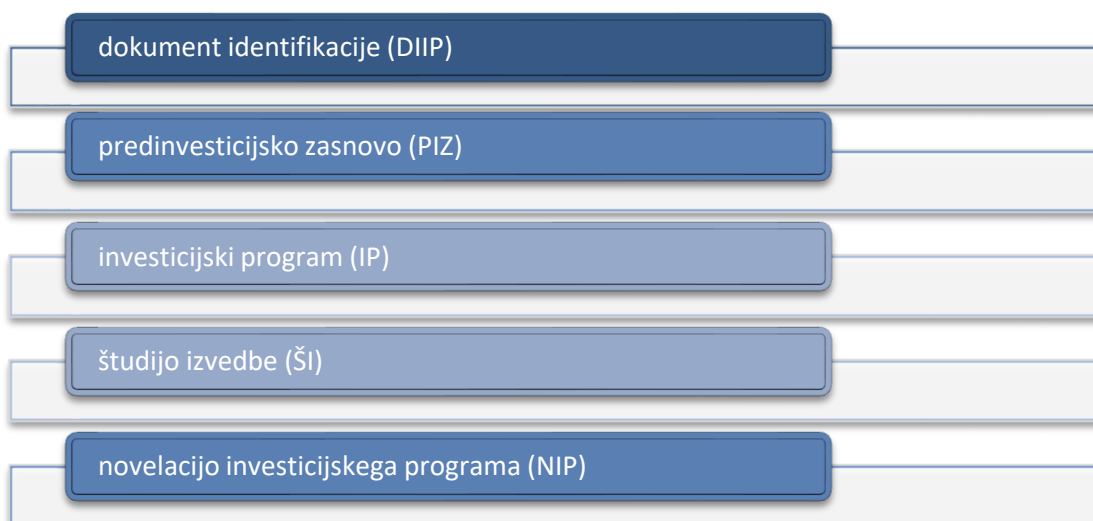 dokument identifikacije (DIIP)
predinvesticijsko zasnovo (PIZ)
investicijski program (IP)
študijo izvedbe (ŠI)
novelacijo investicijskega programa (NIP)